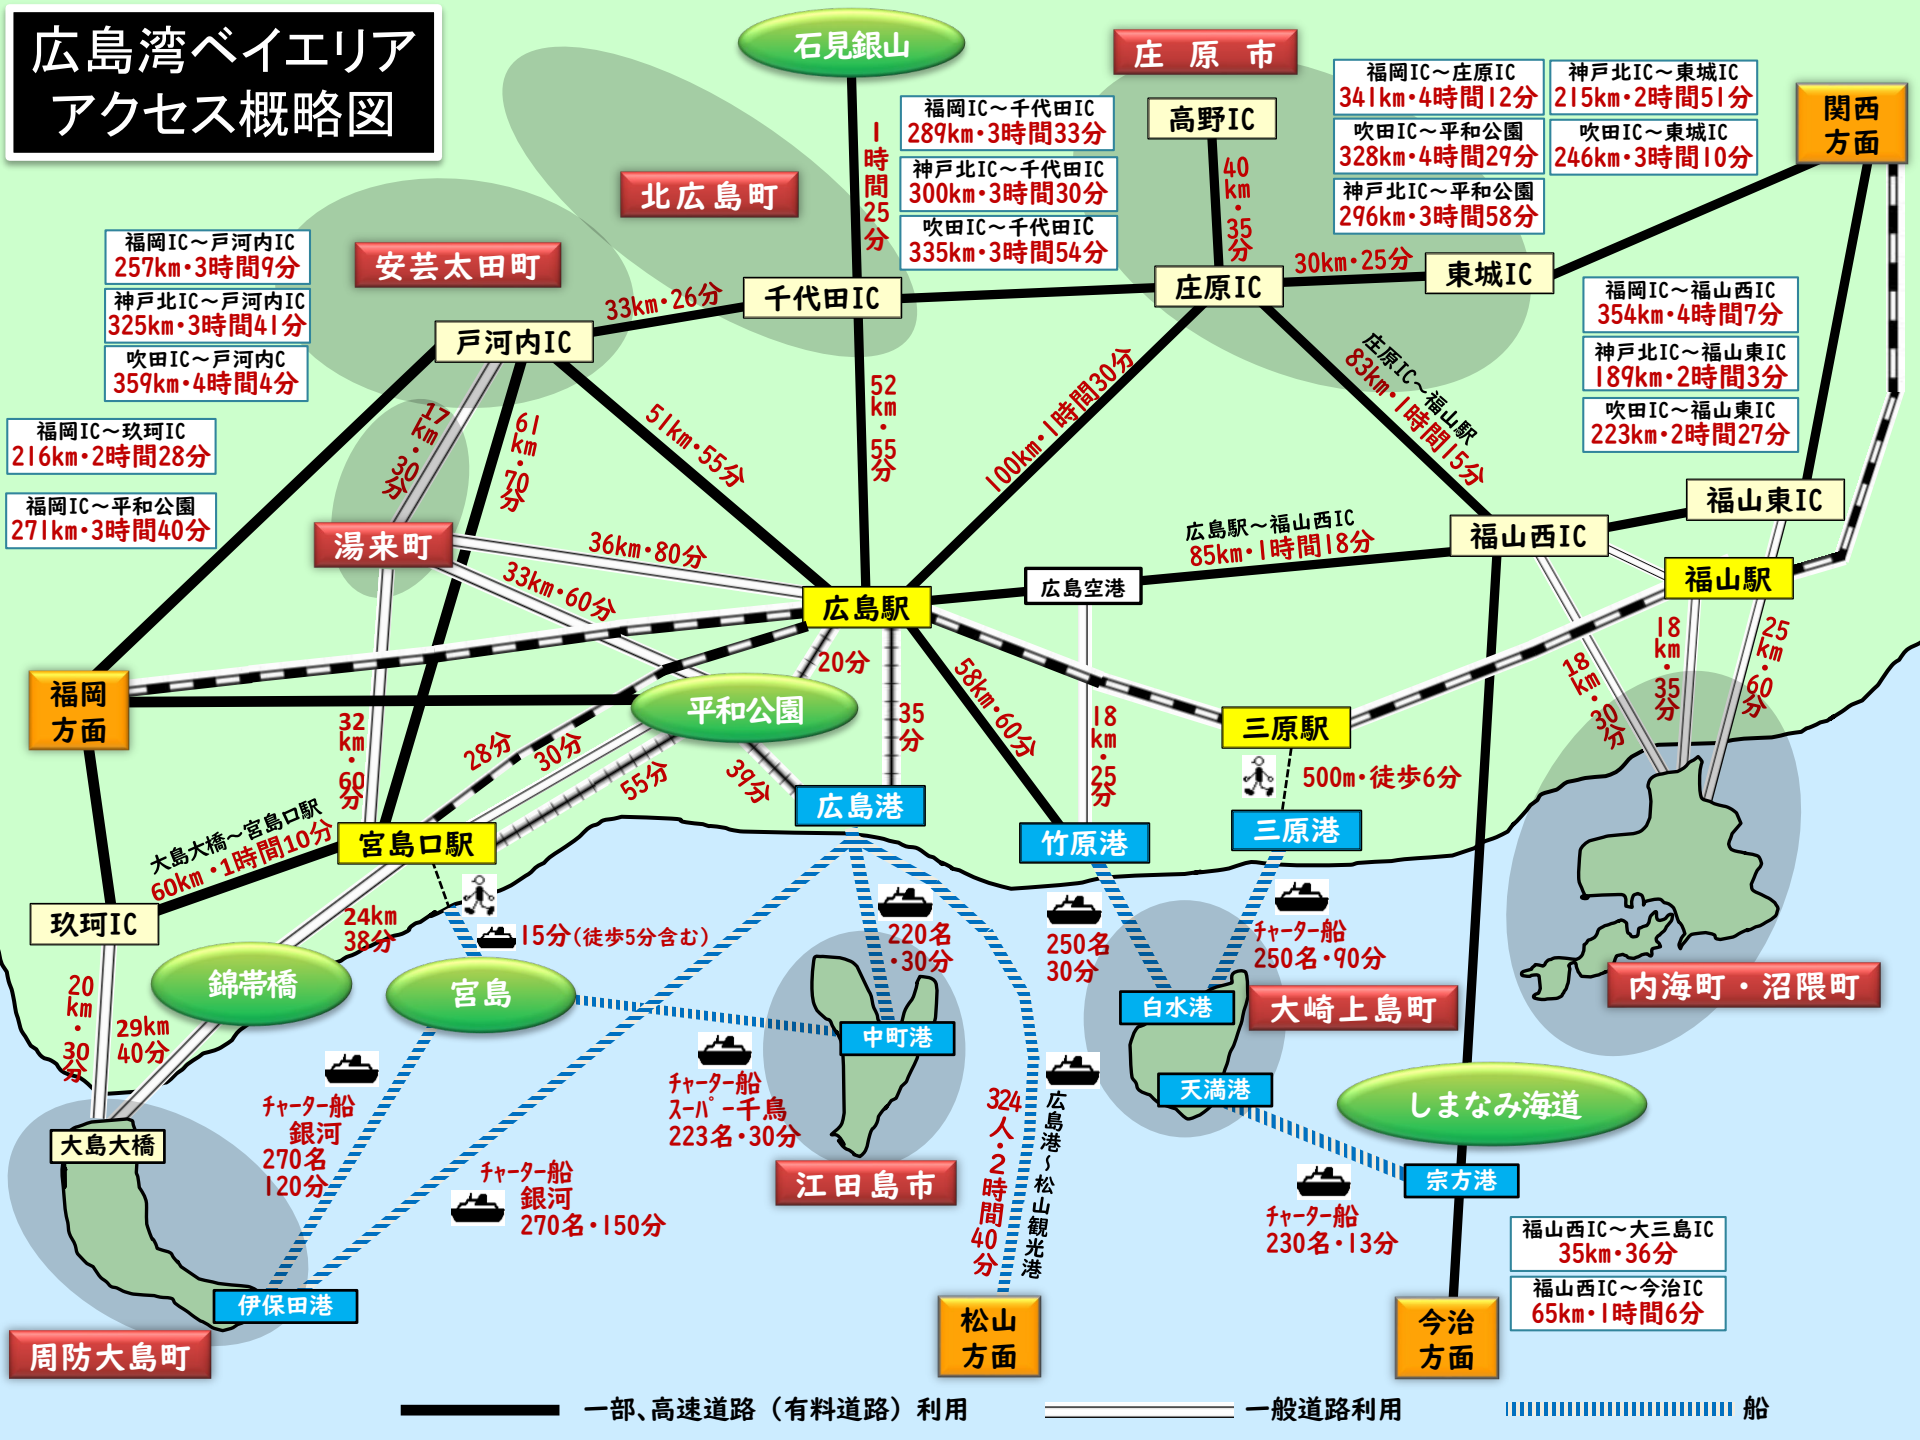 広島湾ベイエリア
アクセス概略図
石見銀山
庄原市
関西
方面
福岡IC～千代田IC
289km・3時間33分
神戸北IC～千代田IC
300km・3時間30分
吹田IC～千代田IC
335km・3時間54分
高野IC
福岡IC～庄原IC
341km・4時間12分
吹田IC～平和公園
328km・4時間29分
神戸北IC～平和公園
296km・3時間58分
神戸北IC～東城IC
215km・2時間51分
吹田IC～東城IC
246km・3時間10分
1時間25分
40km・35分
北広島町
安芸太田町
福岡IC～戸河内IC
257km・3時間9分
神戸北IC～戸河内IC
325km・3時間41分
吹田IC～戸河内C
359km・4時間4分
33km・26分
千代田IC
庄原IC
30km・25分
東城IC
戸河内IC
福岡IC～福山西IC
354km・4時間7分
神戸北IC～福山東IC
189km・2時間3分
吹田IC～福山東IC
223km・2時間27分
福岡IC～玖珂IC
216km・2時間28分
福岡IC～平和公園
271km・3時間40分
17km・30分
61km・70分
51km・55分
52km・55分
100km・1時間30分
庄原IC～福山駅
83km・1時間15分
湯来町
36km・80分
33km・60分
広島駅
広島空港
広島駅～福山西IC
85km・1時間18分
福山西IC
福山東IC
福山駅
福岡
方面
平和公園
20分
35分
58km・60分
18km・25分
三原駅
18km・30分
18km・35分
25km・60分
32km・60分
28分
30分
55分
39分
500m・徒歩6分
広島港
竹原港
三原港
大島大橋～宮島口駅
60km・1時間10分
宮島口駅
玖珂IC
24km
38分
15分(徒歩5分含む)
220名
・30分
250名
30分
チャーター船
250名・90分
錦帯橋
宮島
中町港
白水港
大崎上島町
内海町・沼隈町
20km・30分
29km
40分
チャーター船
銀河
270名
120分
チャーター船
スーパー千鳥
223名・30分
324人・2時間40分
広島港～松山観光港
天満港
しまなみ海道
大島大橋
江田島市
チャーター船
銀河
270名・150分
宗方港
チャーター船
230名・13分
福山西IC～大三島IC
35km・36分
福山西IC～今治IC
65km・1時間6分
伊保田港
周防大島町
松山
方面
今治
方面
一部、高速道路（有料道路）利用
一般道路利用
船